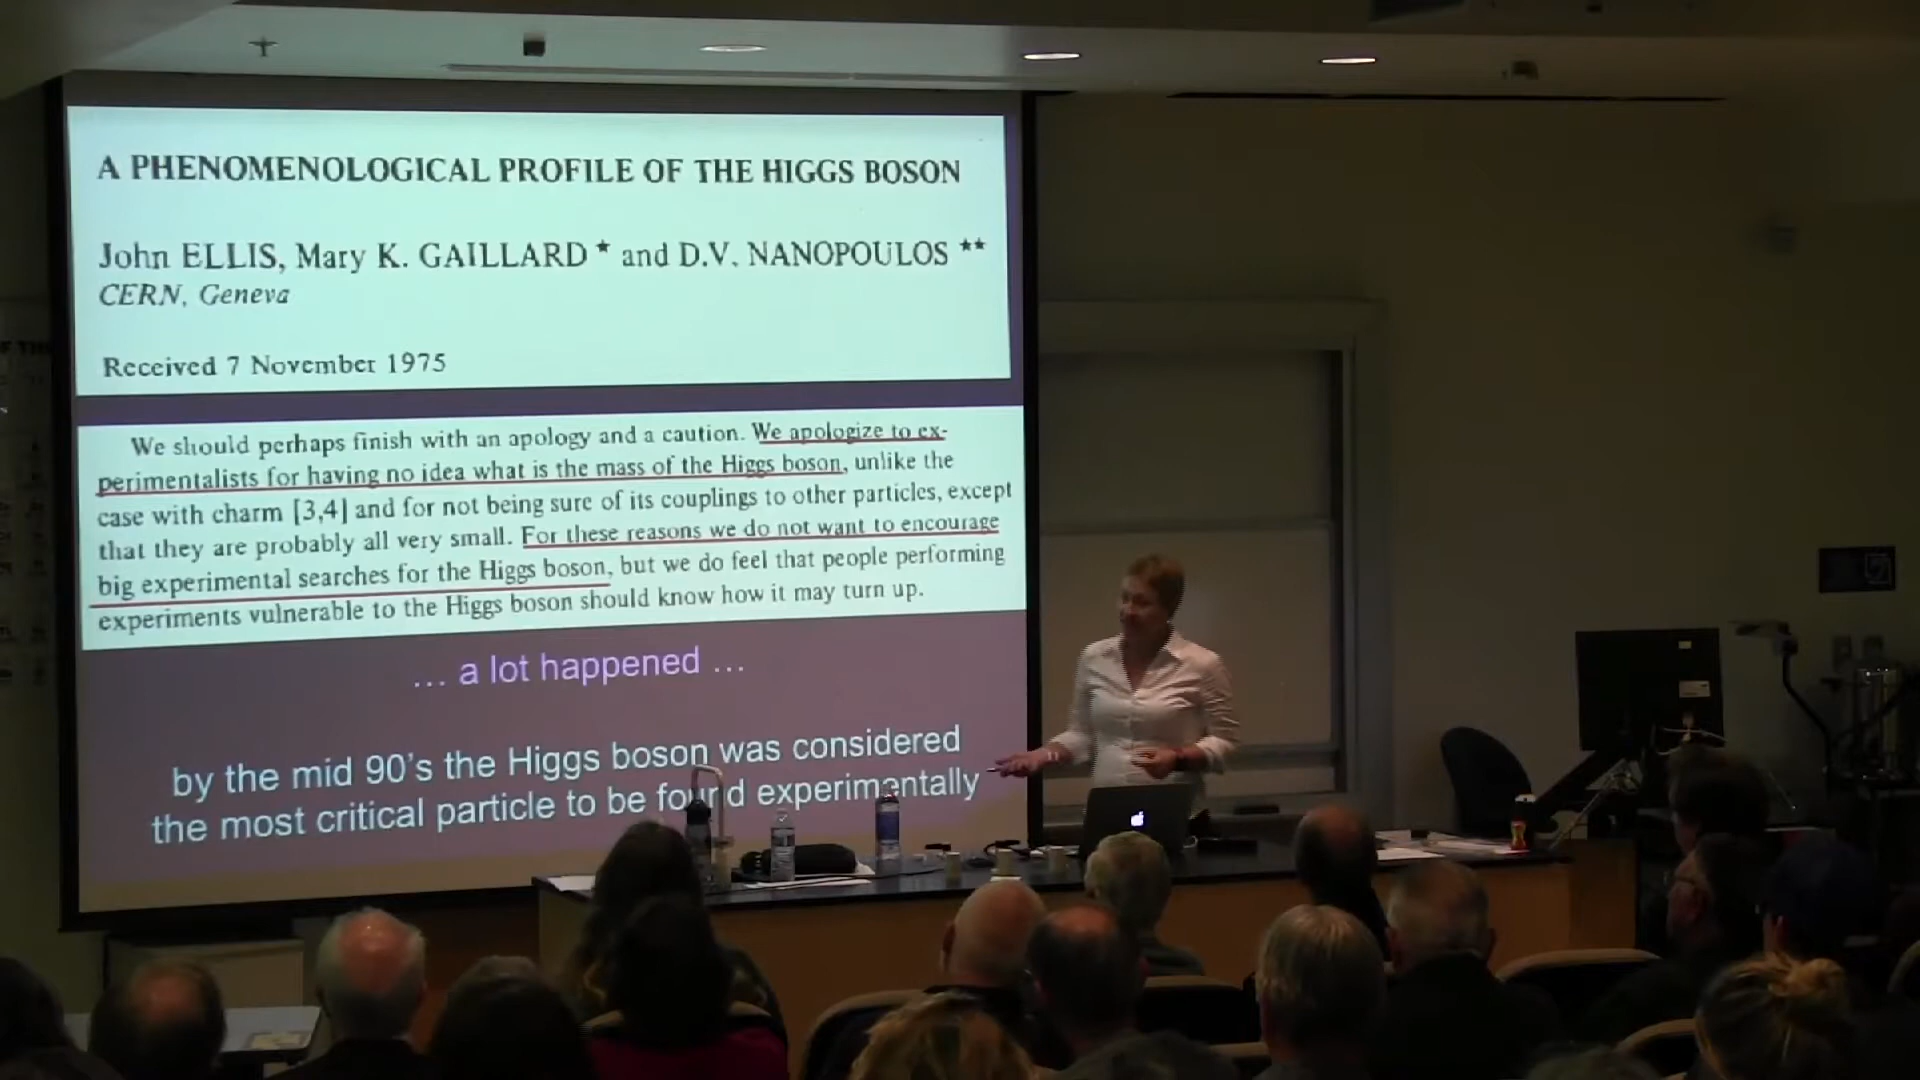 A PHENOMENOLOGICAL PROFILE OF THE HIGGS BOSON
John ELLIS, Mary K. GAILLARD * and D.V. NANOPOULOS **
CERN, Geneva
Received 7 November 1975
We should perhaps finish with an apology and a caution. We apologize to ex-
perimentalists for having no idea what is the mass of the Higgs boson, unlike the
case with charm [3,4] and for not being sure of its couplings to other particles, except
that they are probably all very small. For these reasons we do not want to encourage
big experimental searches for the Higgs boson, but we do feel that people performing
experiments vulnerable to the Higgs boson should know how it may turn up.
... a lot happened ...
by the mid 90's the Higgs boson was considered
the most critical particle to be found experimentally